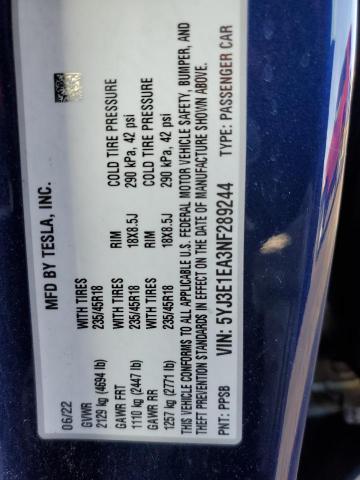 MFD BY TESLA, INC.
06/22
GVWR
2129 kg (4694 lb)
WITH TIRES
235/45R18
RIM
18X8.5J
COLD TIRE PRESSURE
290 kPa, 42 psi
GAWR FRT
1110 kg (2447 lb)
WITH TIRES
235/45R18
RIM
18X8.5J
COLD TIRE PRESSURE
290 kPa, 42 psi
GAWR RR
1257 kg (2771 lb)
THIS VEHICLE CONFORMS TO ALL APPLICABLE U.S. FEDERAL MOTOR VEHICLE SAFETY, BUMPER, AND
THEFT PREVENTION STANDARDS IN EFFECT ON THE DATE OF MANUFACTURE SHOWN ABOVE.
VIN: 5YJ3E1EA3NF289244
TYPE: PASSENGER CAR
PNT: PPSB